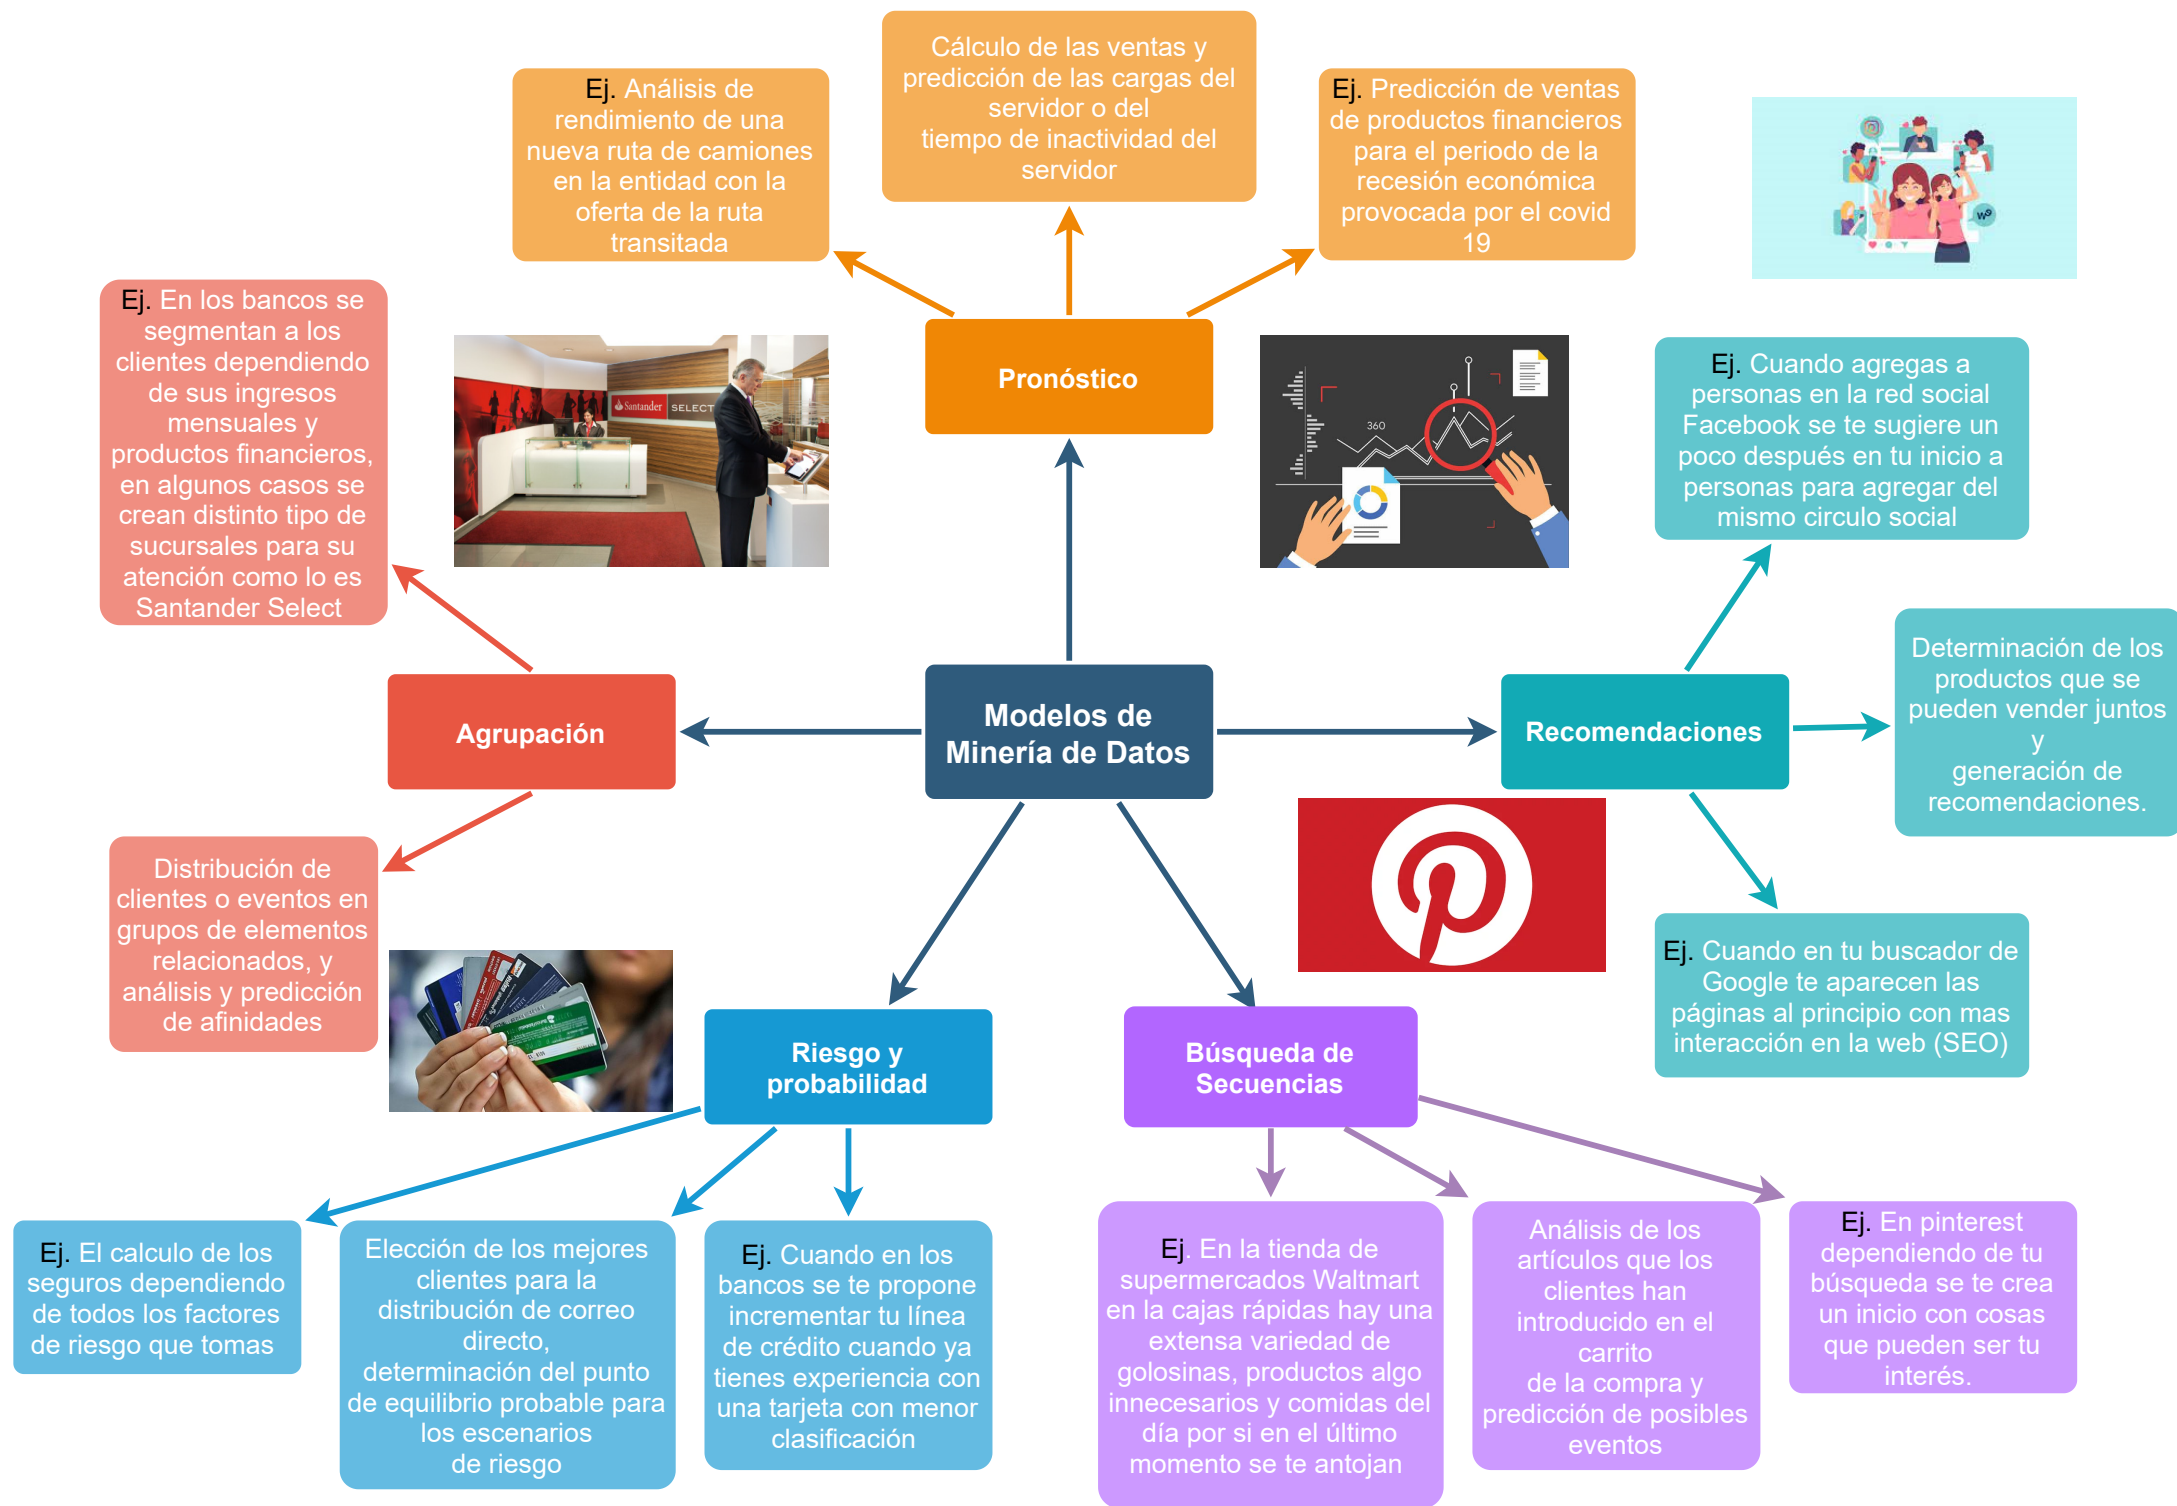 Cálculo de las ventas y
predicción de las cargas del
servidor o del
tiempo de inactividad del
servidor
Ej. Análisis de
rendimiento de una
nueva ruta de camiones
en la entidad con la
oferta de la ruta
transitada
Ej. Predicción de ventas
de productos financieros
para el periodo de la
recesión económica
provocada por el covid
19
Pronóstico
Ej. En los bancos se
segmentan a los
clientes dependiendo
de sus ingresos
mensuales y
productos financieros,
en algunos casos se
crean distinto tipo de
sucursales para su
atención como lo es
Santander Select
Santander SELECT
360
Ej. Cuando agregas a
personas en la red social
Facebook se te sugiere un
poco después en tu inicio a
personas para agregar del
mismo circulo social
Agrupación
Modelos de
Minería de Datos
Recomendaciones
Determinación de los
productos que se
pueden vender juntos
y
generación de
recomendaciones.
Distribución de
clientes o eventos en
grupos de elementos
relacionados, y
análisis y predicción
de afinidades
Ej. Cuando en tu buscador de
Google te aparecen las
páginas al principio con mas
interacción en la web (SEO)
Riesgo y
probabilidad
Búsqueda de
Secuencias
Ej. El calculo de los
seguros dependiendo
de todos los factores
de riesgo que tomas
Elección de los mejores
clientes para la
distribución de correo
directo,
determinación del punto
de equilibrio probable para
los escenarios
de riesgo
Ej. Cuando en los
bancos se te propone
incrementar tu línea
de crédito cuando ya
tienes experiencia con
una tarjeta con menor
clasificación
Ej. En la tienda de
supermercados Waltmart
en la cajas rápidas hay una
extensa variedad de
golosinas, productos algo
innecesarios y comidas del
día por si en el último
momento se te antojan
Análisis de los
artículos que los
clientes han
introducido en el
carrito
de la compra y
predicción de posibles
eventos
Ej. En pinterest
dependiendo de tu
búsqueda se te crea
un inicio con cosas
que pueden ser tu
interés.